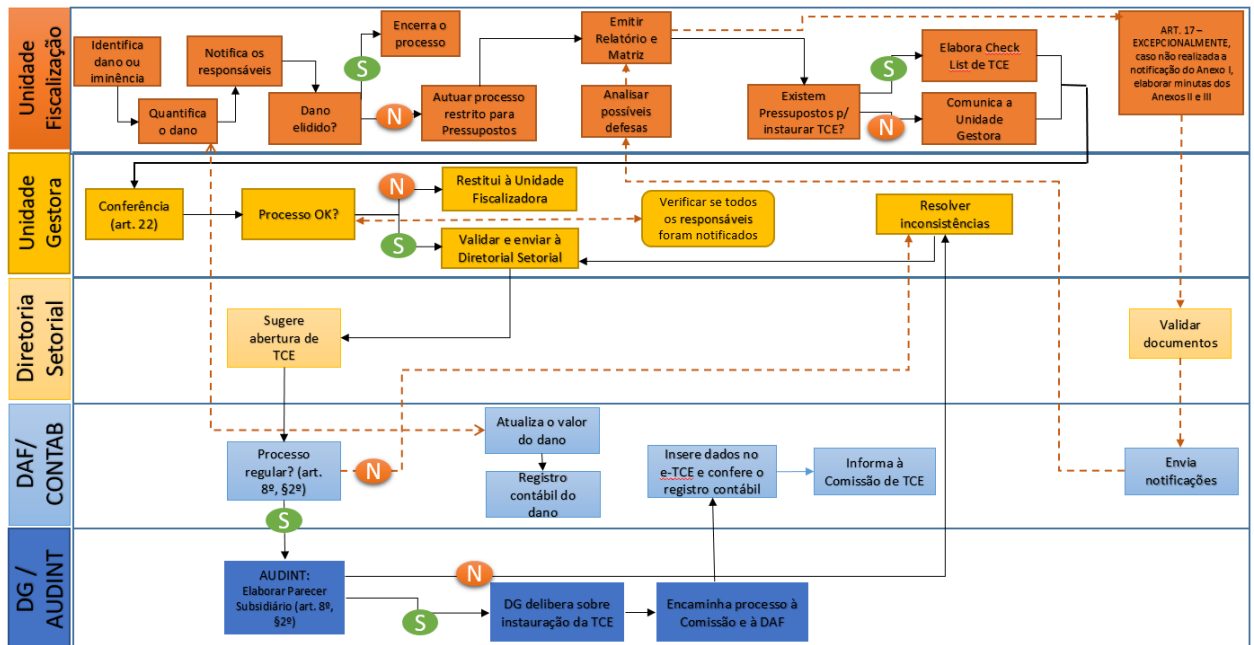 Unidade
Fiscalização
Identifica
dano ou
iminência
Quantifica
o dano
Notifica os
responsáveis
Dano
elidido?
S
Encerra o
processo
N
Autuar processo
restrito para
Pressupostos
Emitir
Relatório e
Matriz
Analisar
possíveis
defesas
Existem
Pressupostos p/
instaurar TCE?
S
Elabora Check
List de TCE
N
Comunica a
Unidade
Gestora
ART. 17 –
EXCEPCIONALMENTE,
caso não realizada a
notificação do Anexo I,
elaborar minutas dos
Anexos II e III
Unidade
Gestora
Conferência
(art. 22)
Processo OK?
N
Restitui à Unidade
Fiscalizadora
S
Validar e enviar à
Diretorial Setorial
Verificar se todos
os responsáveis
foram notificados
Resolver
inconsistências
Diretoria
Setorial
Sugere
abertura de
TCE
Validar
documentos
DAF/
CONTAB
Processo
regular? (art.
8º, §2º)
N
S
Atualiza o valor
do dano
Registro
contábil do
dano
Insere dados no
e-TCE e confere o
registro contábil
Informa à
Comissão de TCE
Envia
notificações
DG /
AUDINT
AUDINT:
Elaborar Parecer
Subsidiário (art. 8º,
§2º)
N
S
DG delibera sobre
instauração da TCE
Encaminha processo à
Comissão e à DAF